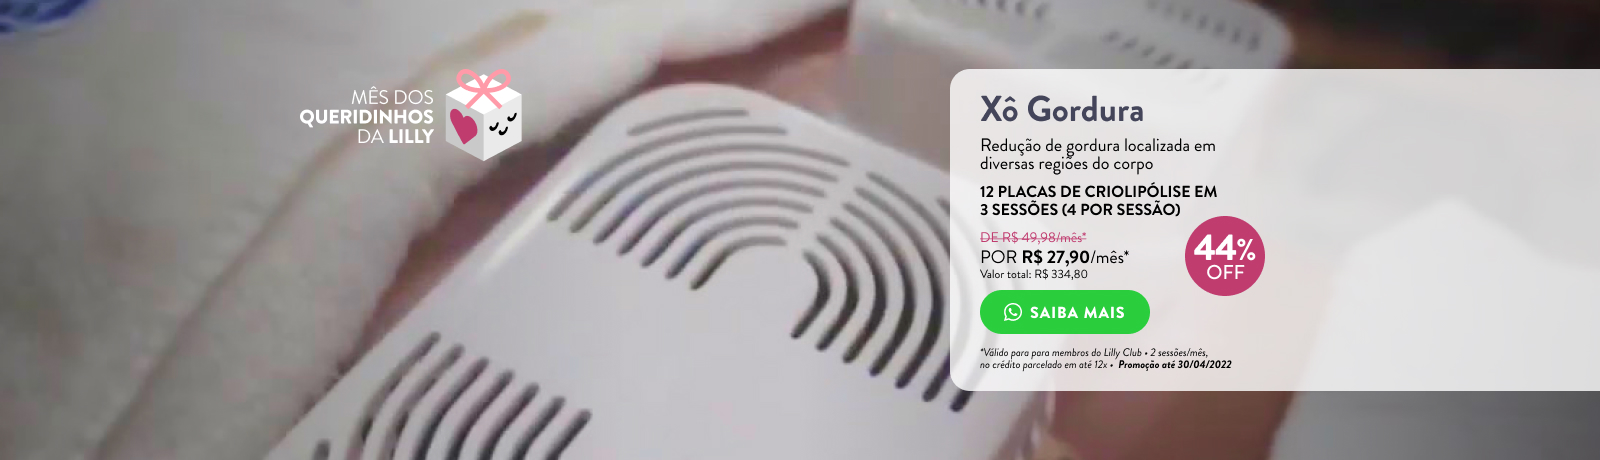 MÊS DOS
QUERIDINHOS
DA LILLY
Xô Gordura
Redução de gordura localizada em
diversas regiões do corpo
12 PLACAS DE CRIOLIPÓLISE EM
3 SESSÕES (4 POR SESSÃO)
DE R$ 49,98/mês*
POR R$ 27,90/mês*
Valor total: R$ 334,80
44%
OFF
SAIBA MAIS
*Válido para para membros do Lilly Club • 2 sessões/mês,
no crédito parcelado em até 12x • Promoção até 30/04/2022